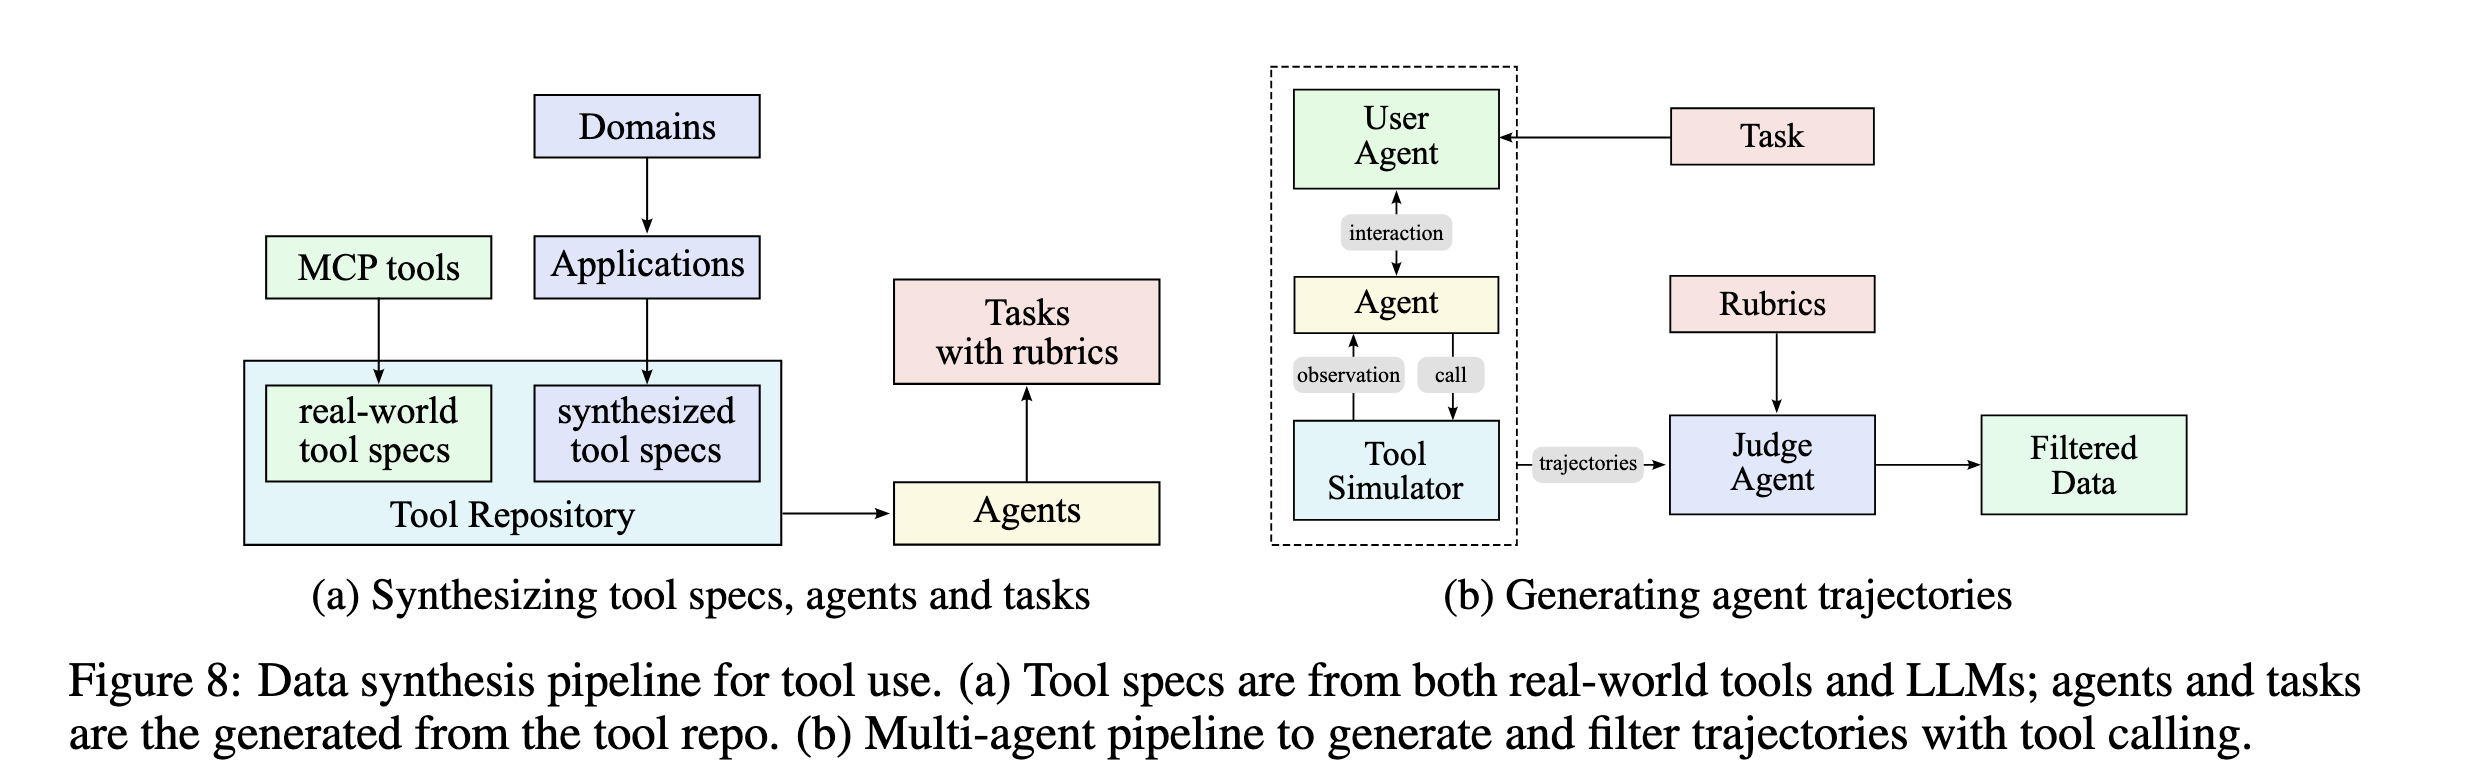 Domains
MCP tools
Applications
real-world
tool specs
synthesized
tool specs
Tool Repository
Tasks
with rubrics
Agents
(a) Synthesizing tool specs, agents and tasks
User
Agent
Task
interaction
Agent
Rubrics
observation
call
Tool
Simulator
trajectories
Judge
Agent
Filtered
Data
(b) Generating agent trajectories
Figure 8: Data synthesis pipeline for tool use. (a) Tool specs are from both real-world tools and LLMs; agents and tasks
are the generated from the tool repo. (b) Multi-agent pipeline to generate and filter trajectories with tool calling.